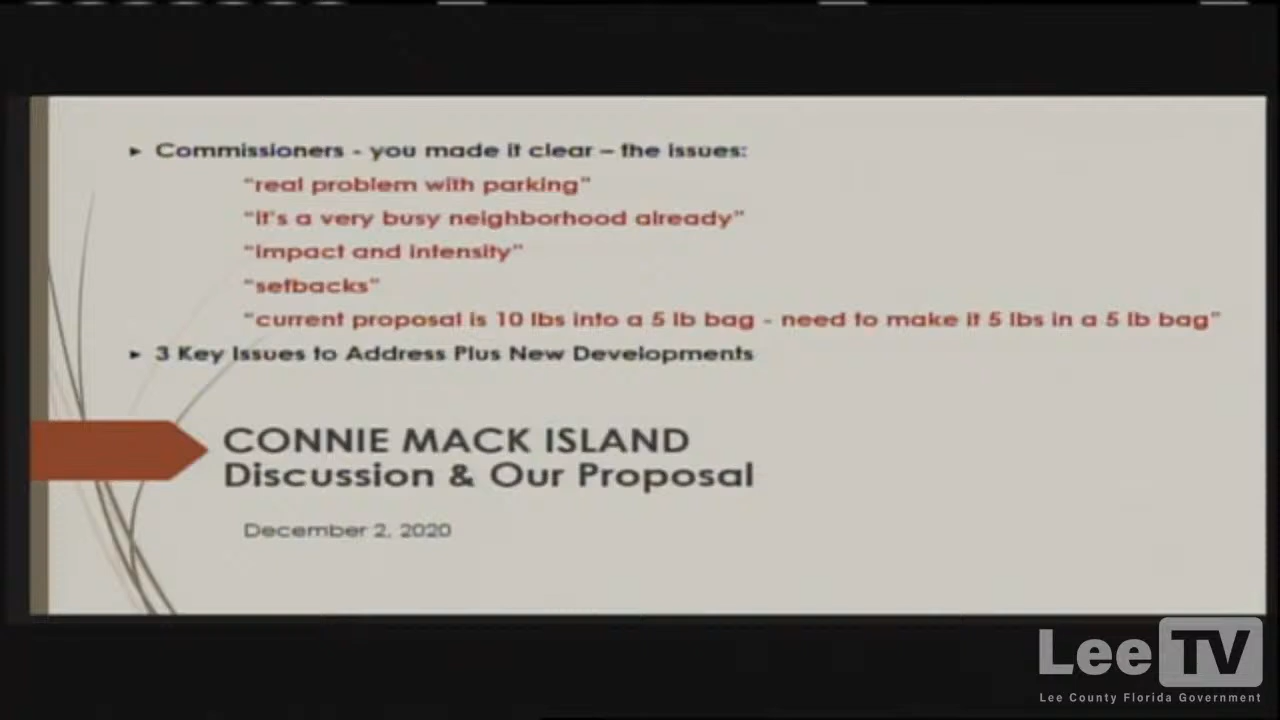 ► Commissioners - you made it clear – the issues:
“real problem with parking”
“it's a very busy neighborhood already”
“impact and intensity”
“setbacks”
“current proposal is 10 lbs into a 5 lb bag - need to make it 5 lbs in a 5 lb bag”
► 3 Key Issues to Address Plus New Developments
CONNIE MACK ISLAND
Discussion & Our Proposal
December 2, 2020
LeeTV
Lee County Florida Government